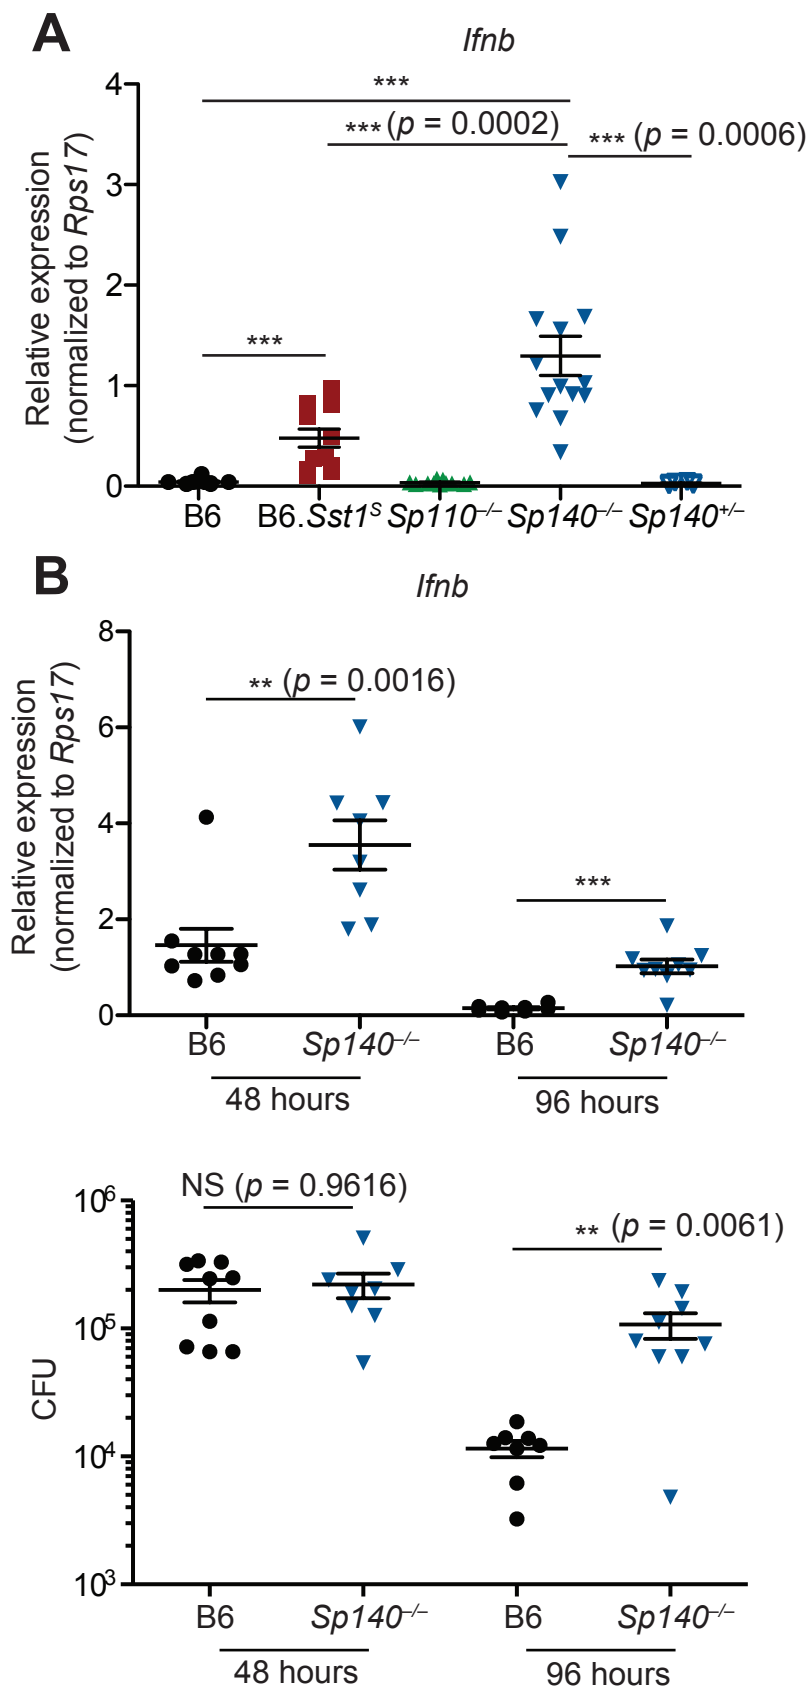 A
Ifnb
***
*** (p = 0.0002)
*** (p = 0.0006)
***
Relative expression
(normalized to Rps17)
4
3
2
1
0
B6
B6.Sst1ˢ
Sp110⁻/⁻
Sp140⁻/⁻
Sp140⁺/⁻
B
Ifnb
** (p = 0.0016)
***
Relative expression
(normalized to Rps17)
8
6
4
2
0
B6
Sp140⁻/⁻
B6
Sp140⁻/⁻
48 hours
96 hours
NS (p = 0.9616)
** (p = 0.0061)
CFU
10⁶
10⁵
10⁴
10³
B6
Sp140⁻/⁻
B6
Sp140⁻/⁻
48 hours
96 hours